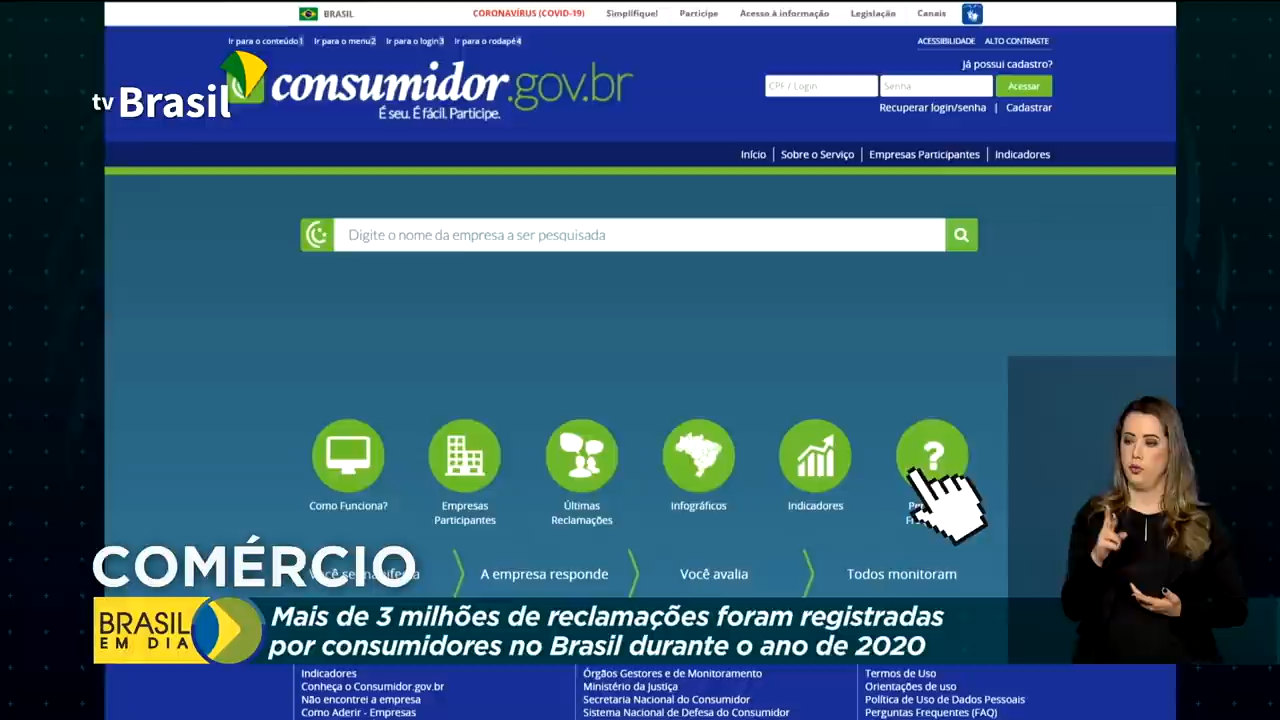 BRASIL
CORONAVÍRUS (COVID-19)
Simplifique!
Participe
Acesso à informação
Legislação
Canais
Ir para o conteúdo 1
Ir para o menu 2
Ir para o login 3
Ir para o rodapé 4
ACESSIBILIDADE
ALTO CONTRASTE
Já possui cadastro?
tv Brasil
consumidor.gov.br
É seu. É fácil. Participe.
CPF / Login
Senha
Acessar
Recuperar login/senha | Cadastrar
Início
Sobre o Serviço
Empresas Participantes
Indicadores
Digite o nome da empresa a ser pesquisada
Como Funciona?
Empresas
Participantes
Últimas
Reclamações
Infográficos
Indicadores
?
COMÉRCIO
A empresa responde
Você avalia
Todos monitoram
BRASIL
EM DIA
Mais de 3 milhões de reclamações foram registradas
por consumidores no Brasil durante o ano de 2020
Indicadores
Conheça o Consumidor.gov.br
Não encontrei a empresa
Como Aderir - Empresas
Órgãos Gestores e de Monitoramento
Ministério da Justiça
Secretaria Nacional do Consumidor
Sistema Nacional de Defesa do Consumidor
Termos de Uso
Orientações de uso
Política de Uso de Dados Pessoais
Perguntas Frequentes (FAQ)